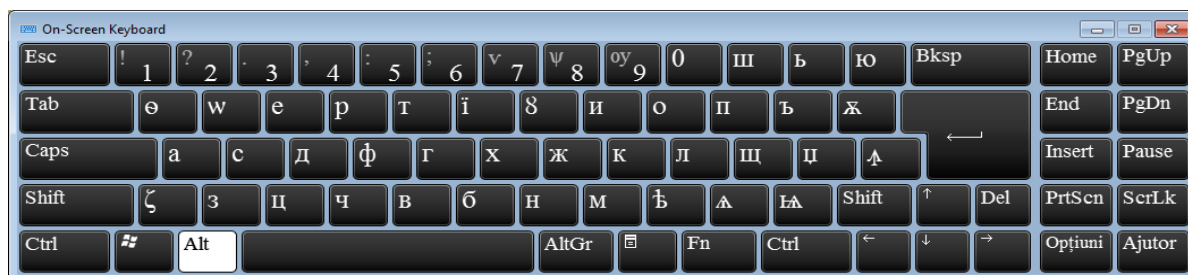 On-Screen Keyboard
Esc ! 1 ? 2 . 3 , 4 : 5 ; 6 ѵ 7 ѱ 8 оу 9 0 ш ь ю Bksp Home PgUp
Tab ѳ w е р т ї ȣ и о п ъ ѫ End PgDn
Caps а с д ф г х ж к л щ џ Insert Pause
Shift ζ з ц ч в б н м ѣ ѧ ѩ Shift ↑ Del PrtScn ScrLk
Ctrl Alt AltGr Fn Ctrl ← ↓ → Opțiuni Ajutor